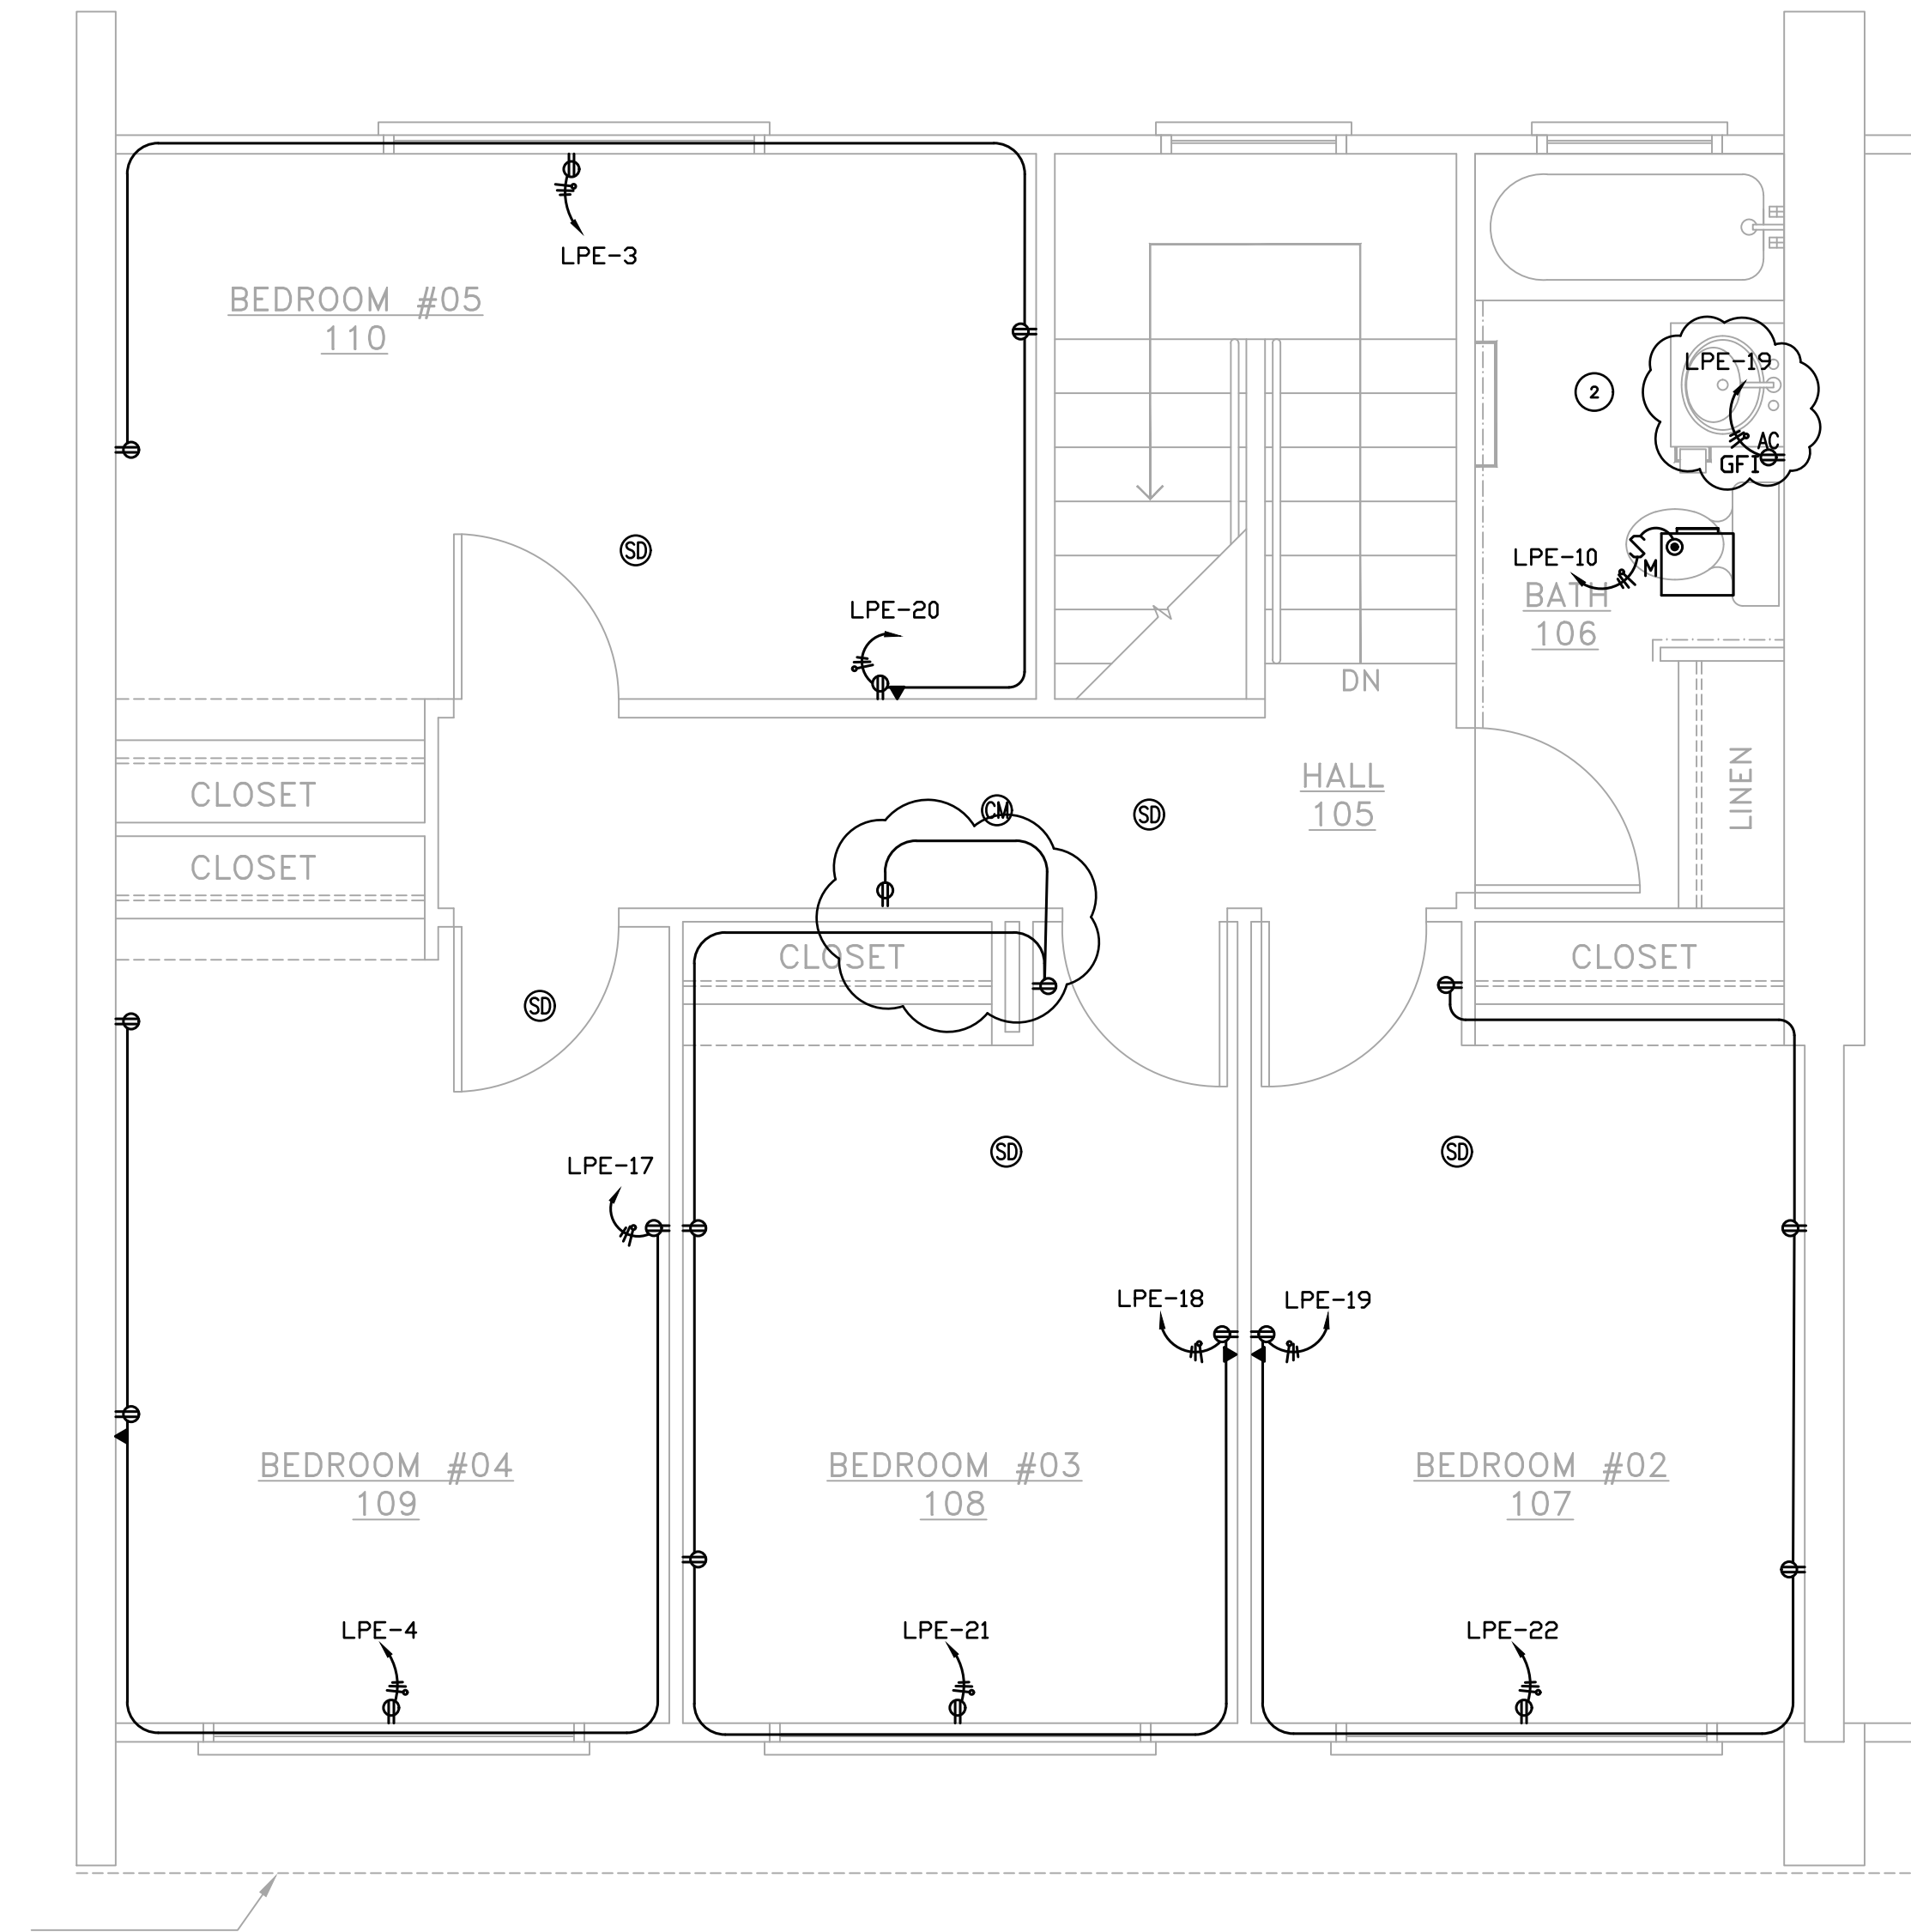 LPE-3
BEDROOM #05
110
LPE-19
2
AC
GFI
SD
LPE-10
M
BATH
106
LPE-20
DN
CLOSET
HALL
105
LINEN
CM
SD
CLOSET
CLOSET
CLOSET
SD
SD
SD
LPE-17
LPE-18
LPE-19
BEDROOM #04
109
BEDROOM #03
108
BEDROOM #02
107
LPE-4
LPE-21
LPE-22